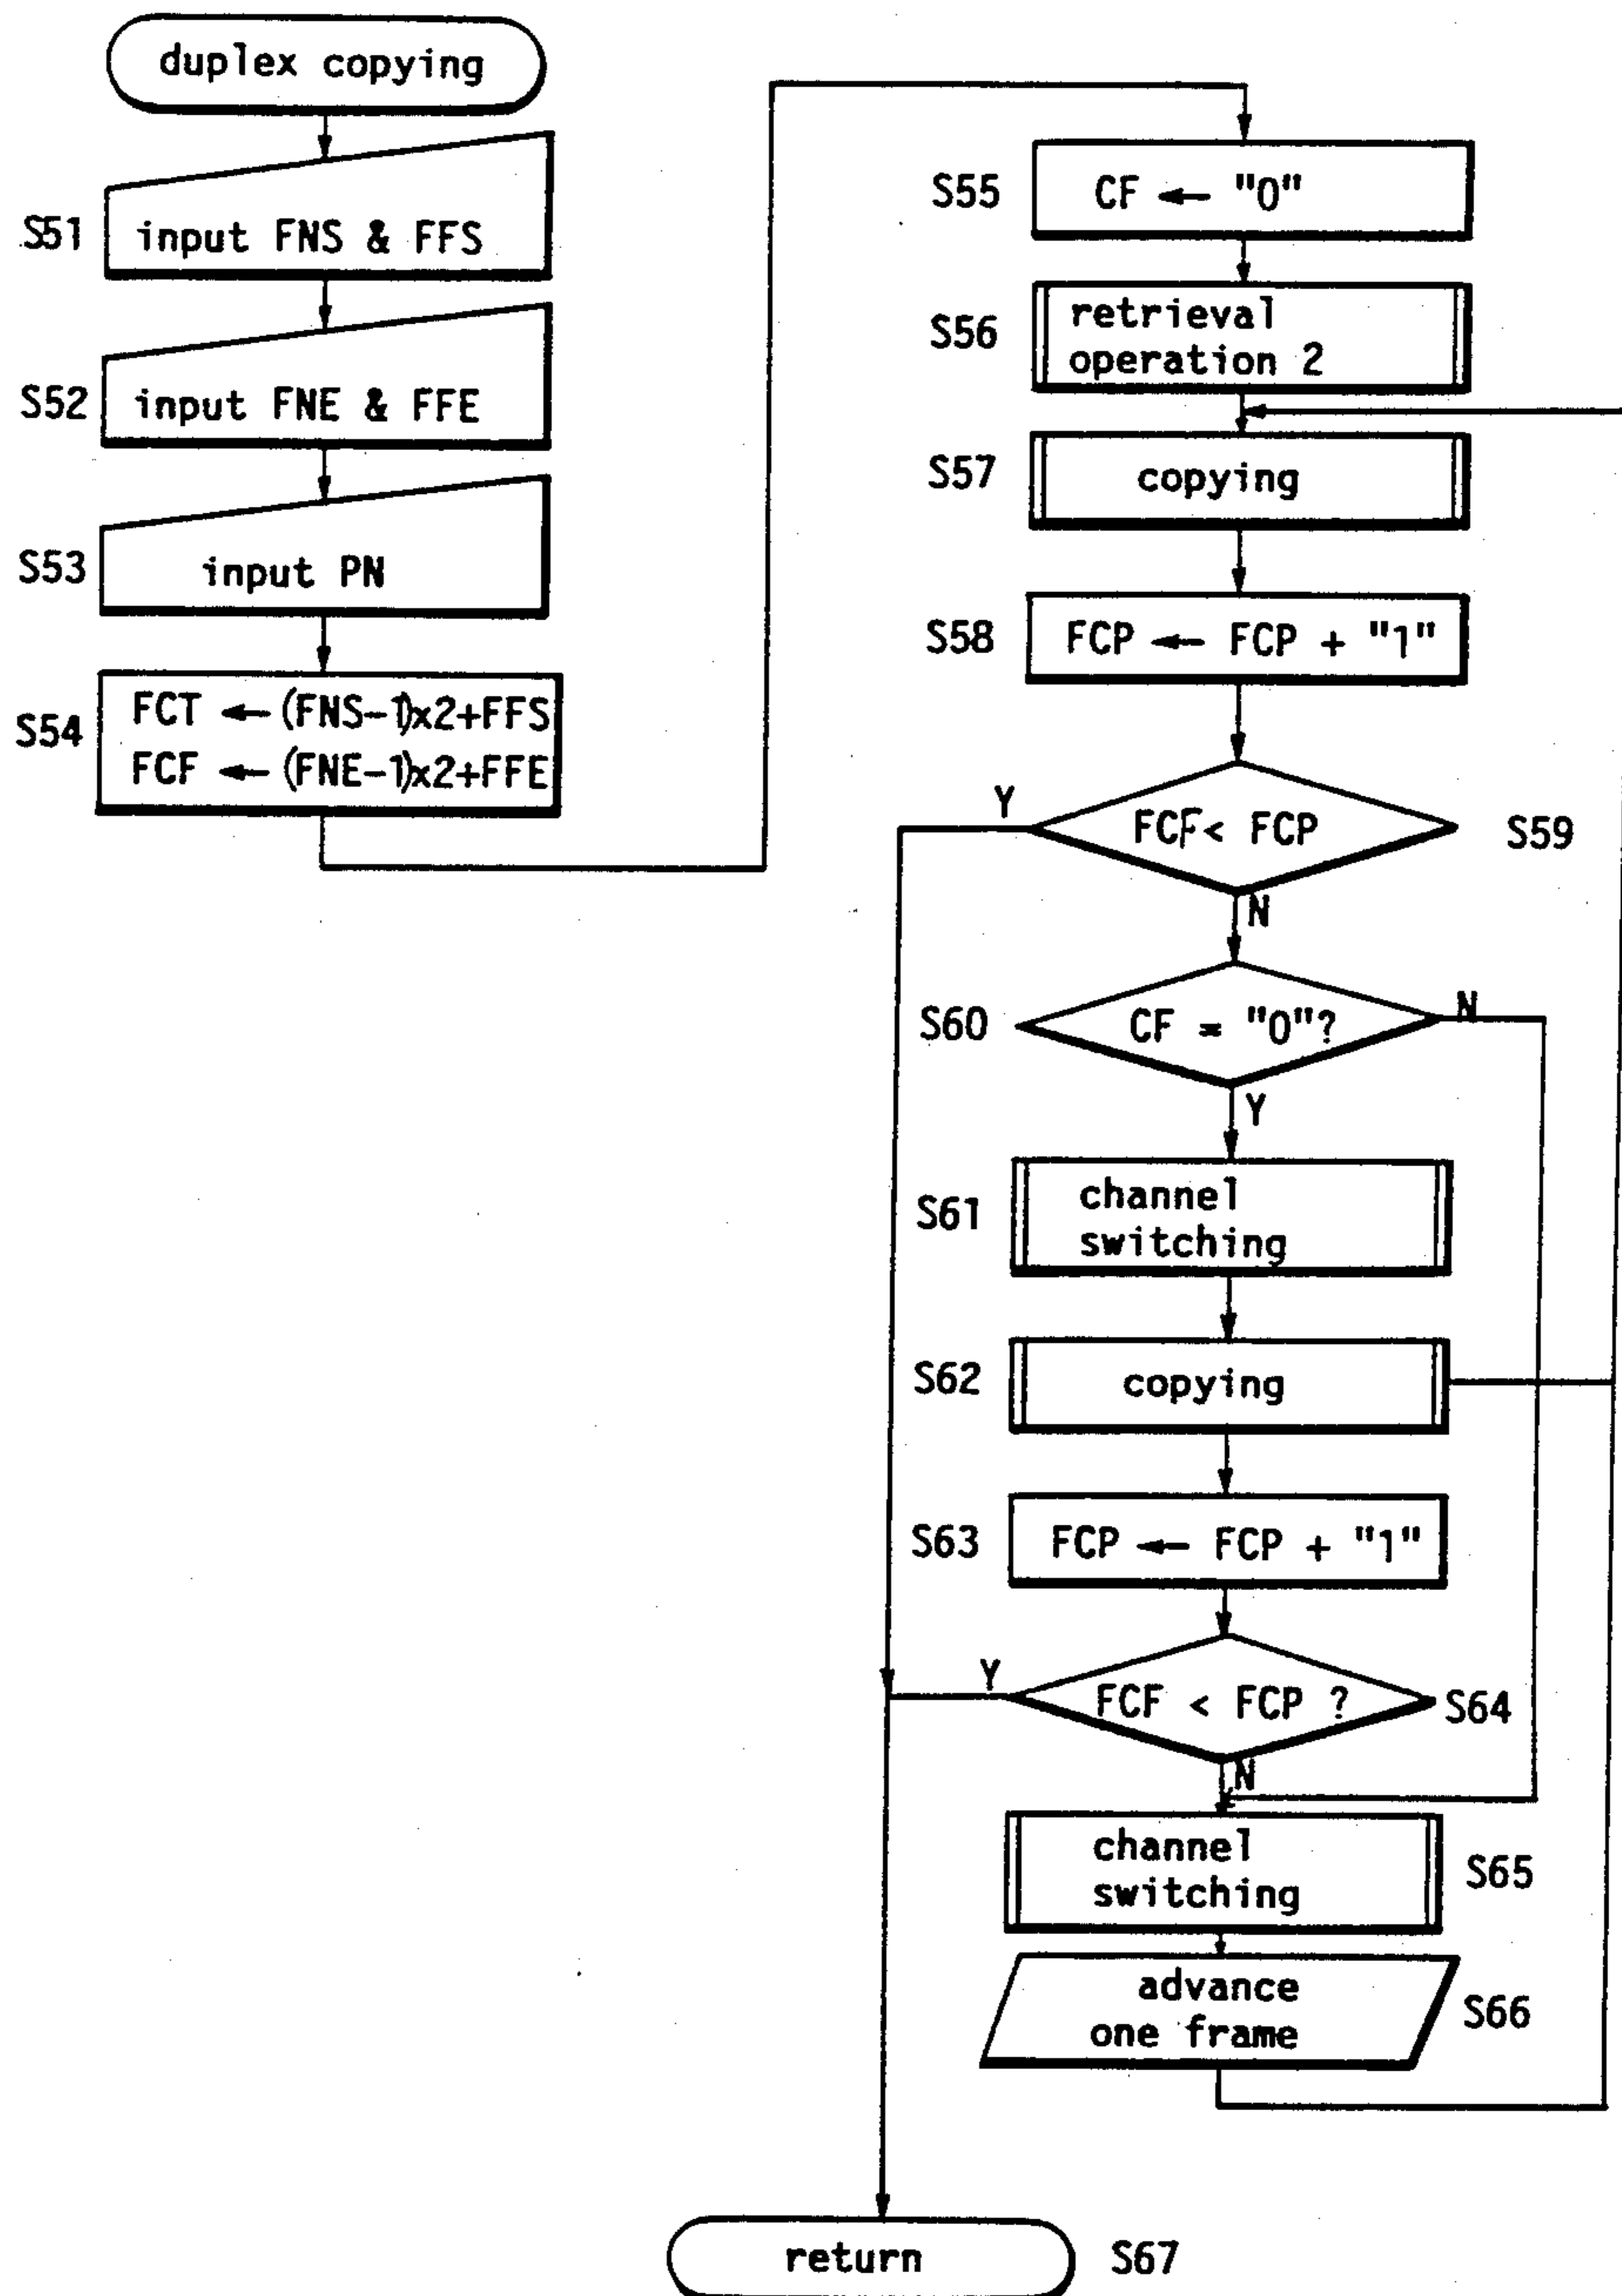 duplex copying
S51 input FNS & FFS
S52 input FNE & FFE
S53 input PN
S54 FCT ← (FNS-1)x2+FFS
FCF ← (FNE-1)x2+FFE
S55 CF ← "0"
S56 retrieval
operation 2
S57 copying
S58 FCP ← FCP + "1"
Y FCF< FCP S59
N
S60 CF = "0"? N
Y
S61 channel
switching
S62 copying
S63 FCP ← FCP + "1"
Y FCF < FCP ? S64
N
channel
switching S65
advance
one frame S66
return S67